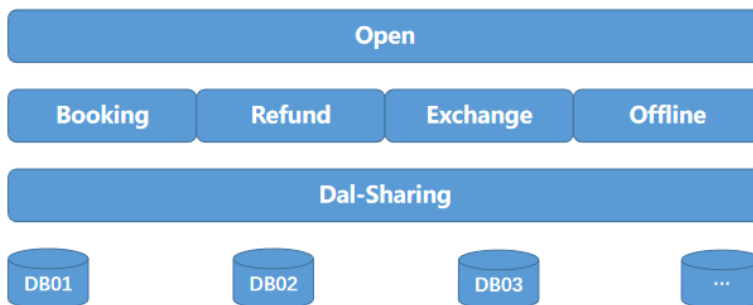 Open
Booking Refund Exchange Offline
Dal-Sharing
DB01 DB02 DB03 ...